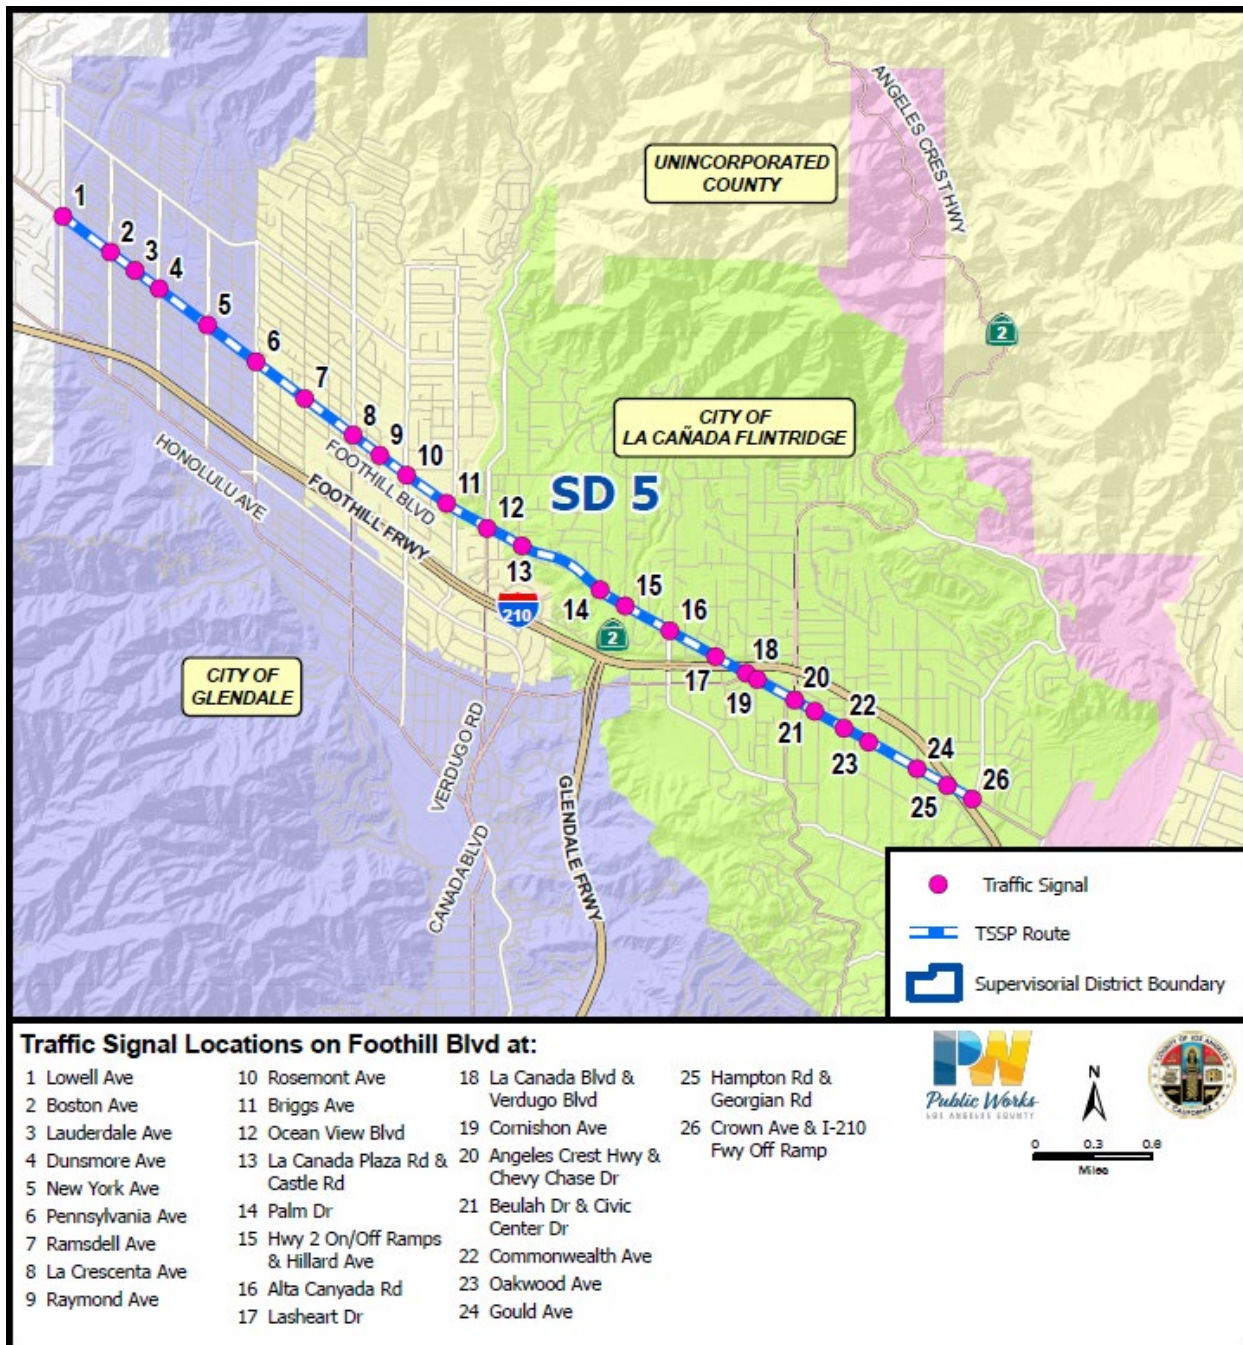 ANGELES CREST HWY
UNINCORPORATED
COUNTY
1
2
3
4
5
6
7
8
9
10
11
12
13
14
15
16
17
18
19
20
21
22
23
24
25
26
2
CITY OF
LA CAÑADA FLINTRIDGE
SD 5
HONOLULU AVE
FOOTHILL BLVD
FOOTHILL FRWY
210
2
CITY OF
GLENDALE
VERDUGO RD
CANADA BLVD
GLENDALE FRWY
Traffic Signal
TSSP Route
Supervisorial District Boundary
Traffic Signal Locations on Foothill Blvd at:
1 Lowell Ave
2 Boston Ave
3 Lauderdale Ave
4 Dunsmore Ave
5 New York Ave
6 Pennsylvania Ave
7 Ramsdell Ave
8 La Crescenta Ave
9 Raymond Ave
10 Rosemont Ave
11 Briggs Ave
12 Ocean View Blvd
13 La Canada Plaza Rd &
Castle Rd
14 Palm Dr
15 Hwy 2 On/Off Ramps
& Hillard Ave
16 Alta Canyada Rd
17 Lasheart Dr
18 La Canada Blvd &
Verdugo Blvd
19 Cornishon Ave
20 Angeles Crest Hwy &
Chevy Chase Dr
21 Beulah Dr & Civic
Center Dr
22 Commonwealth Ave
23 Oakwood Ave
24 Gould Ave
25 Hampton Rd &
Georgian Rd
26 Crown Ave & I-210
Fwy Off Ramp
PW
Public Works
LOS ANGELES COUNTY
N
0 0.3 0.6
Miles
COUNTY OF LOS ANGELES
CALIFORNIA